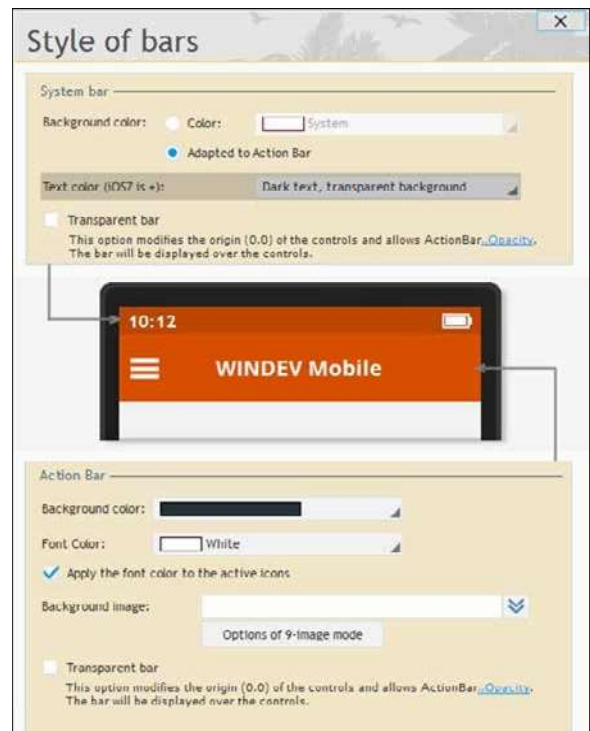 Style of bars
System bar
Background color: Color: System
Adapted to Action Bar
Text color (iOS7 is +): Dark text, transparent background
Transparent bar
This option modifies the origin (0.0) of the controls and allows ActionBar..Opacity.
The bar will be displayed over the controls.
10:12
WINDEV Mobile
Action Bar
Background color:
Font Color: White
Apply the font color to the active icons
Background image:
Options of 9-image mode
Transparent bar
This option modifies the origin (0.0) of the controls and allows ActionBar..Opacity.
The bar will be displayed over the controls.